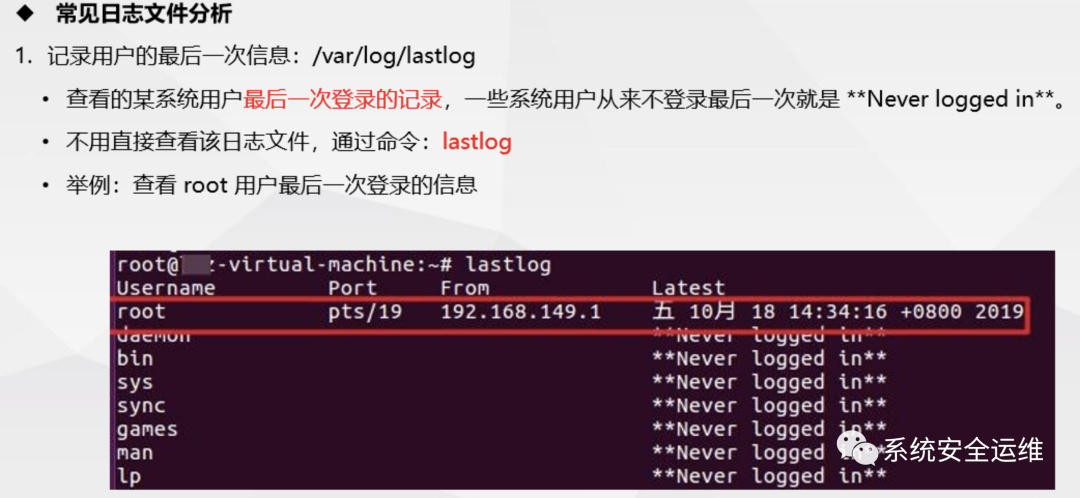 ◆ 常见日志文件分析
1. 记录用户的最后一次信息：/var/log/lastlog
• 查看的某系统用户最后一次登录的记录，一些系统用户从来不登录最后一次就是 **Never logged in**。
• 不用直接查看该日志文件，通过命令：lastlog
• 举例：查看 root 用户最后一次登录的信息
root@ -virtual-machine:~# lastlog
Username Port From Latest
root pts/19 192.168.149.1 五 10月 18 14:34:16 +0800 2019
daemon **Never logged in**
bin **Never logged in**
sys **Never logged in**
sync **Never logged in**
games **Never logged in**
man **Never logged in**
lp **Never logged in**
系统安全运维